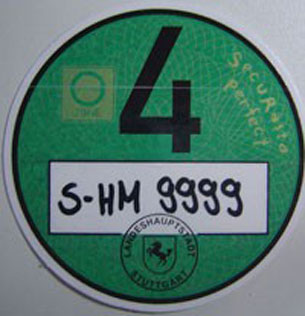 4
SecuRasta
perfect
S-HM 9999
LANDESHAUPTSTADT
STUTTGART